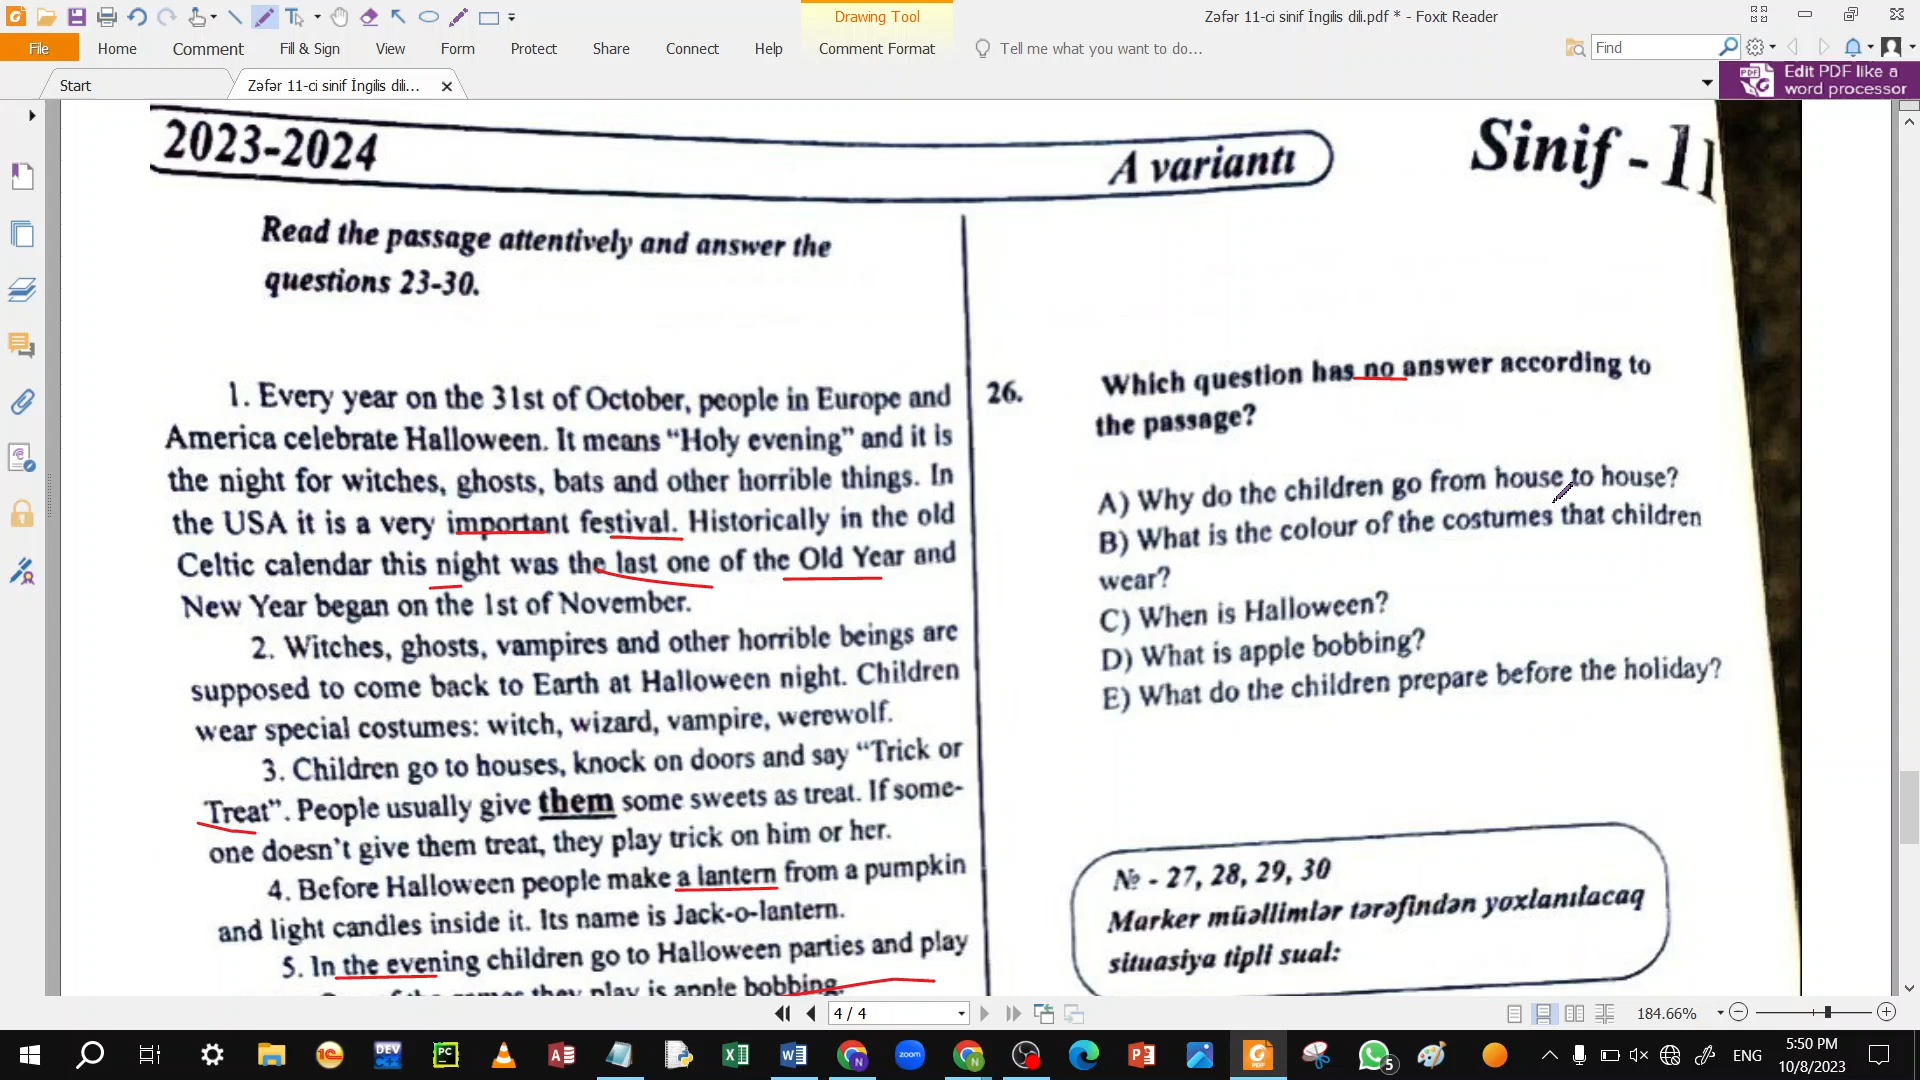 Drawing Tool
Zəfər 11-ci sinif İngilis dili.pdf * - Foxit Reader
File
Home
Comment
Fill & Sign
View
Form
Protect
Share
Connect
Help
Comment Format
Tell me what you want to do...
Find
Start
Zəfər 11-ci sinif İngilis dili...
Edit PDF like a
word processor
2023-2024
A variantı
Sinif - 11
Read the passage attentively and answer the
questions 23-30.
1. Every year on the 31st of October, people in Europe and
America celebrate Halloween. It means “Holy evening” and it is
the night for witches, ghosts, bats and other horrible things. In
the USA it is a very important festival. Historically in the old
Celtic calendar this night was the last one of the Old Year and
New Year began on the 1st of November.
2. Witches, ghosts, vampires and other horrible beings are
supposed to come back to Earth at Halloween night. Children
wear special costumes: witch, wizard, vampire, werewolf.
3. Children go to houses, knock on doors and say “Trick or
Treat”. People usually give them some sweets as treat. If some-
one doesn’t give them treat, they play trick on him or her.
4. Before Halloween people make a lantern from a pumpkin
and light candles inside it. Its name is Jack-o-lantern.
5. In the evening children go to Halloween parties and play
they play is apple bobbing.
26.
Which question has no answer according to
the passage?
A) Why do the children go from house to house?
B) What is the colour of the costumes that children
wear?
C) When is Halloween?
D) What is apple bobbing?
E) What do the children prepare before the holiday?
№ - 27, 28, 29, 30
Marker müəllimlər tərəfindən yoxlanılacaq
situasiya tipli sual:
4 / 4
184.66%
ENG
5:50 PM
10/8/2023